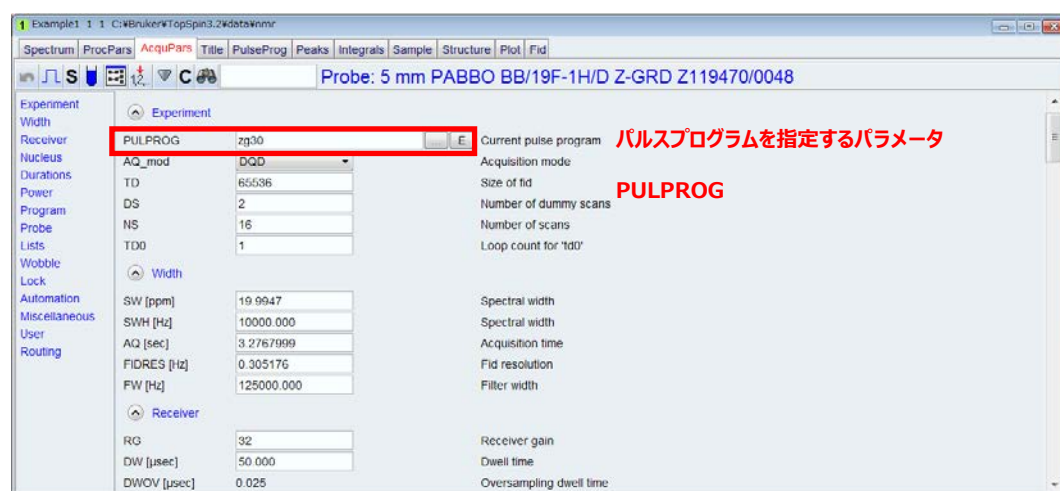 1 Example1 1 1 C:¥Bruker¥TopSpin3.2¥data¥nmr
Spectrum ProcPars AcquPars Title PulseProg Peaks Integrals Sample Structure Plot Fid
S C Probe: 5 mm PABBO BB/19F-1H/D Z-GRD Z119470/0048
Experiment
Width
Receiver
Nucleus
Durations
Power
Program
Probe
Lists
Wobble
Lock
Automation
Miscellaneous
User
Routing
Experiment
PULPROG zg30 ... E Current pulse program パルスプログラムを指定するパラメータ
AQ_mod DQD Acquisition mode
TD 65536 Size of fid
PULPROG
DS 2 Number of dummy scans
NS 16 Number of scans
TD0 1 Loop count for 'td0'
Width
SW [ppm] 19.9947 Spectral width
SWH [Hz] 10000.000 Spectral width
AQ [sec] 3.2767999 Acquisition time
FIDRES [Hz] 0.305176 Fid resolution
FW [Hz] 125000.000 Filter width
Receiver
RG 32 Receiver gain
DW [µsec] 50.000 Dwell time
DWOV [µsec] 0.025 Oversampling dwell time